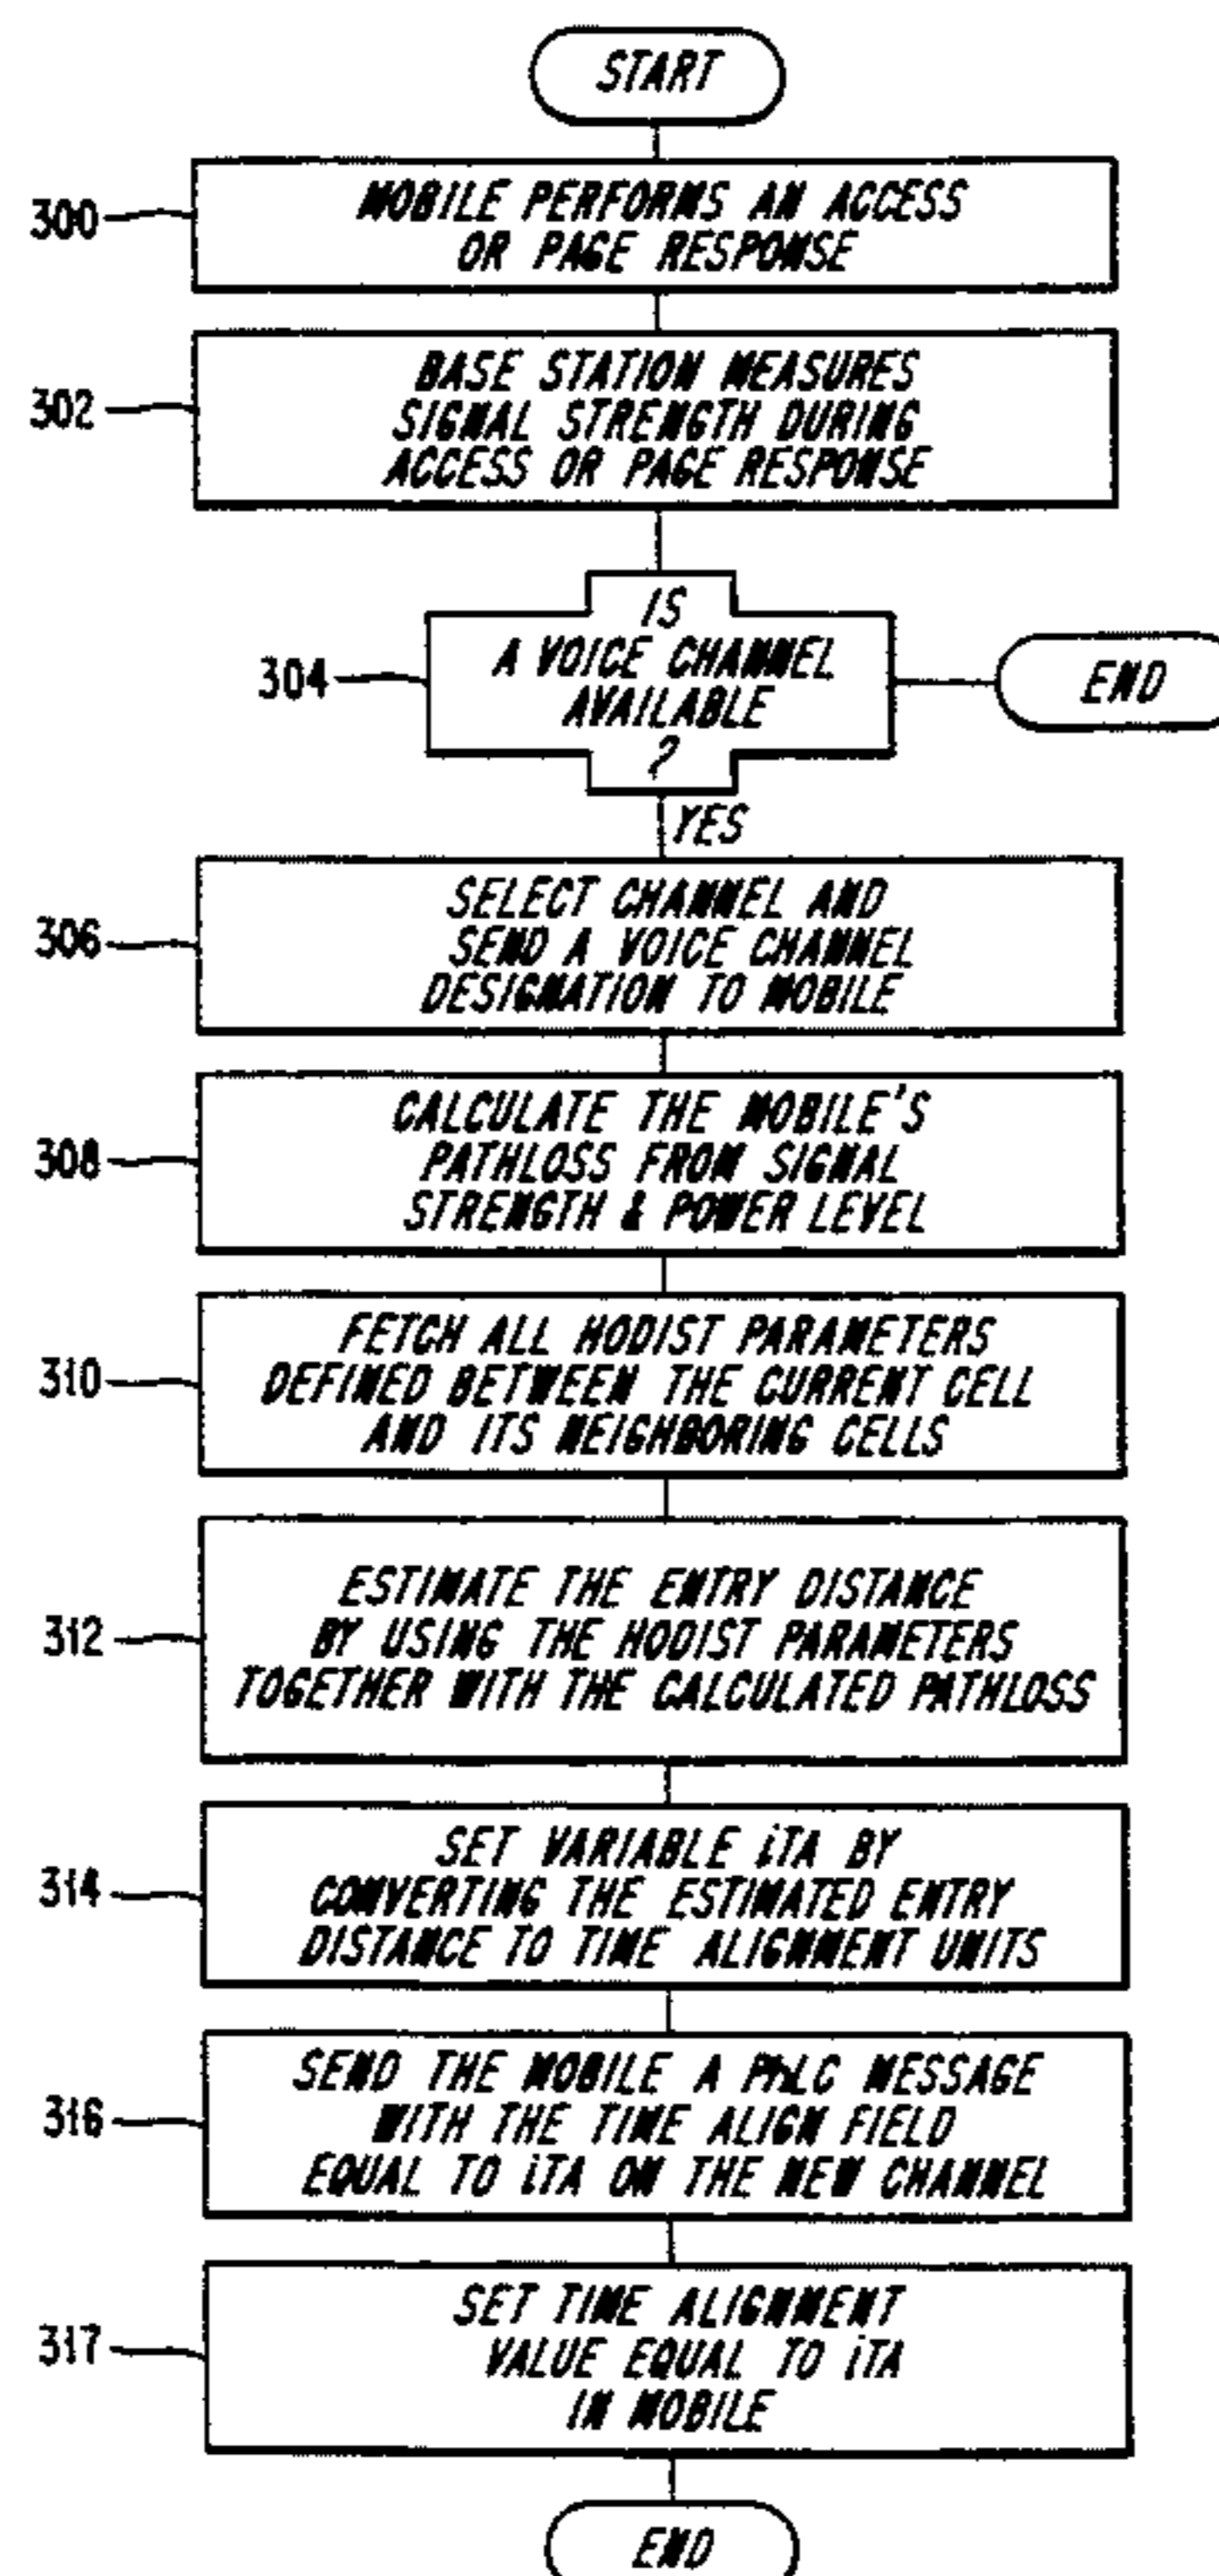 START
300
MOBILE PERFORMS AN ACCESS
OR PAGE RESPONSE
302
BASE STATION MEASURES
SIGNAL STRENGTH DURING
ACCESS OR PAGE RESPONSE
304
IS
A VOICE CHANNEL
AVAILABLE
?
END
YES
306
SELECT CHANNEL AND
SEND A VOICE CHANNEL
DESIGNATION TO MOBILE
308
CALCULATE THE MOBILE'S
PATHLOSS FROM SIGNAL
STRENGTH & POWER LEVEL
310
FETCH ALL HODIST PARAMETERS
DEFINED BETWEEN THE CURRENT CELL
AND ITS NEIGHBORING CELLS
312
ESTIMATE THE ENTRY DISTANCE
BY USING THE HODIST PARAMETERS
TOGETHER WITH THE CALCULATED PATHLOSS
314
SET VARIABLE iTA BY
CONVERTING THE ESTIMATED ENTRY
DISTANCE TO TIME ALIGNMENT UNITS
316
SEND THE MOBILE A PhLC MESSAGE
WITH THE TIME ALIGN FIELD
EQUAL TO iTA ON THE NEW CHANNEL
317
SET TIME ALIGNMENT
VALUE EQUAL TO iTA
IN MOBILE
END